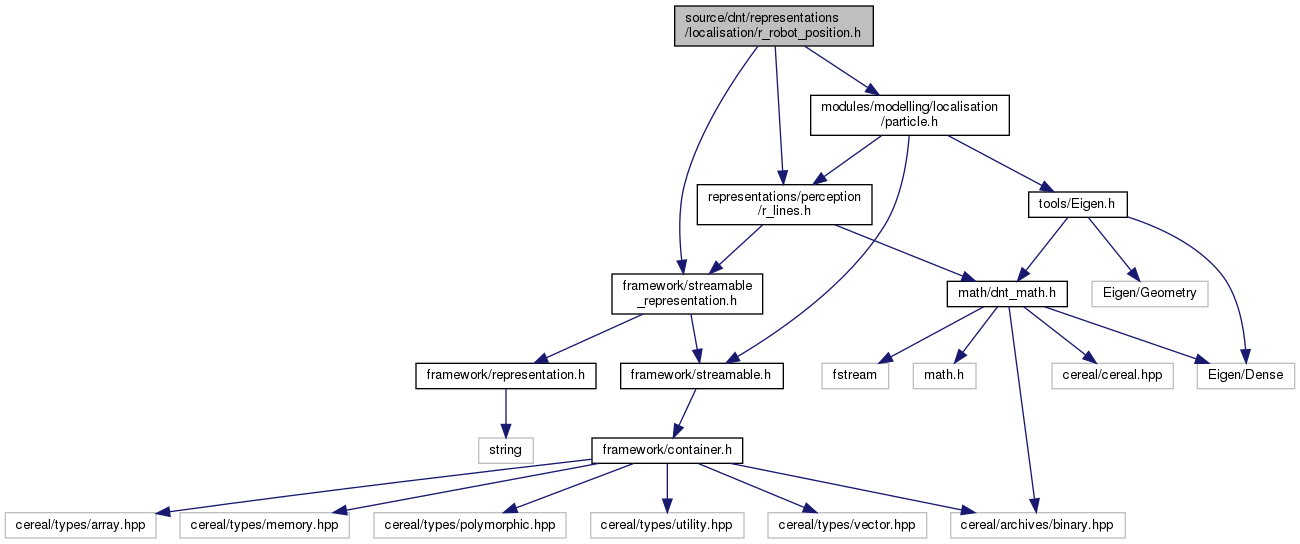 source/dnt/representations
/localisation/r_robot_position.h
modules/modelling/localisation
/particle.h
representations/perception
/r_lines.h
tools/Eigen.h
framework/streamable
_representation.h
math/dnt_math.h
Eigen/Geometry
framework/representation.h
framework/streamable.h
fstream
math.h
cereal/cereal.hpp
Eigen/Dense
string
framework/container.h
cereal/types/array.hpp
cereal/types/memory.hpp
cereal/types/polymorphic.hpp
cereal/types/utility.hpp
cereal/types/vector.hpp
cereal/archives/binary.hpp